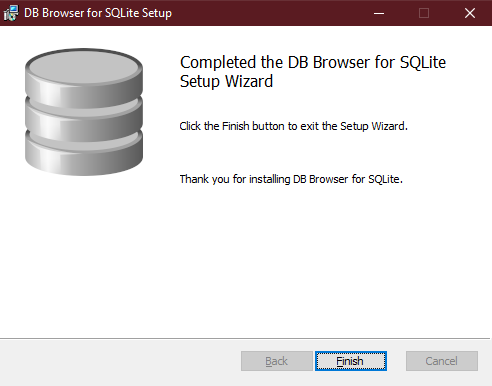 DB Browser for SQLite Setup
Completed the DB Browser for SQLite
Setup Wizard
Click the Finish button to exit the Setup Wizard.
Thank you for installing DB Browser for SQLite.
Back Finish Cancel